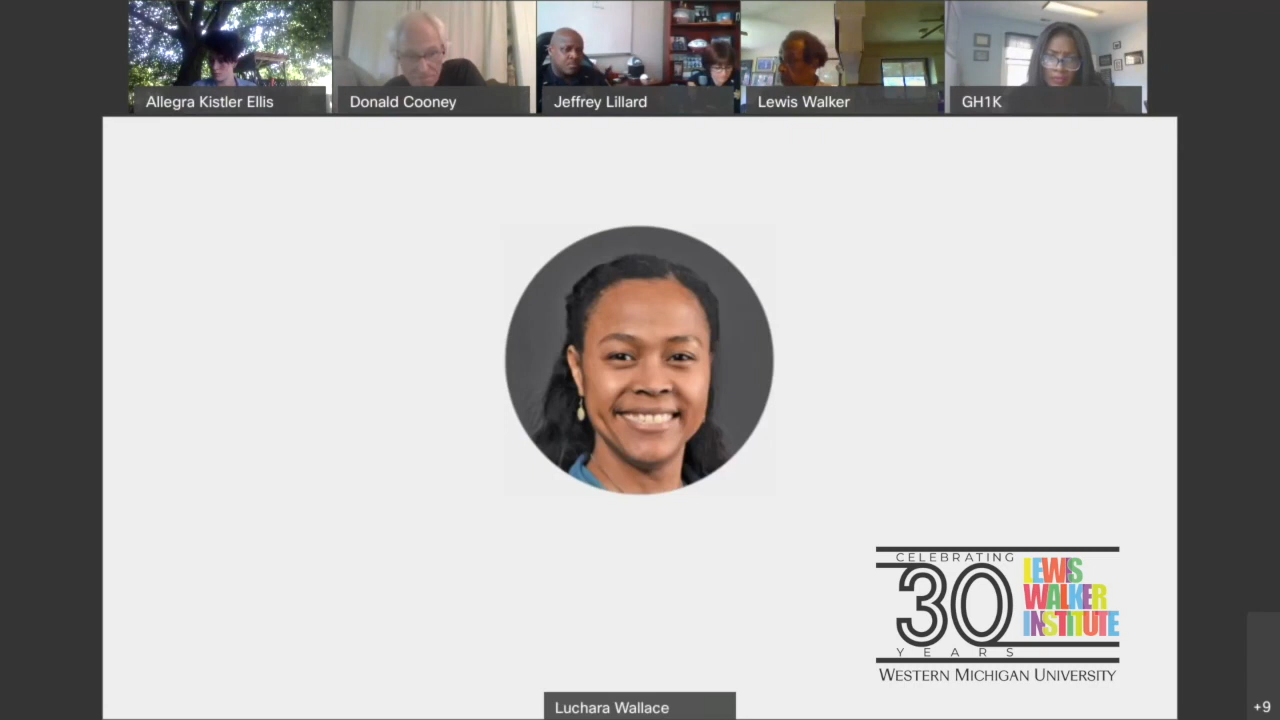 Allegra Kistler Ellis
Donald Cooney
Jeffrey Lillard
Lewis Walker
GH1K
CELEBRATING
30
YEARS
LEWIS
WALKER
INSTITUTE
WESTERN MICHIGAN UNIVERSITY
Luchara Wallace
+9